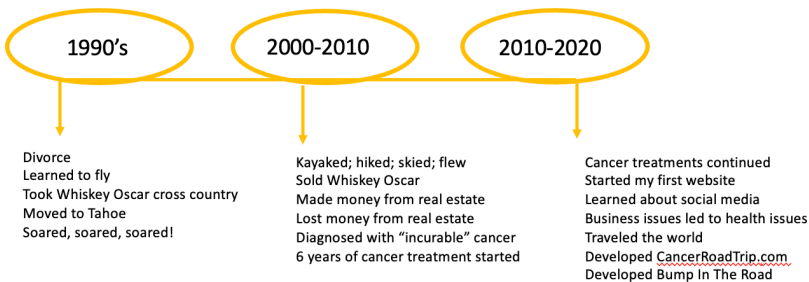 1990's
2000-2010
2010-2020
Divorce
Learned to fly
Took Whiskey Oscar cross country
Moved to Tahoe
Soared, soared, soared!
Kayaked; hiked; skied; flew
Sold Whiskey Oscar
Made money from real estate
Lost money from real estate
Diagnosed with “incurable” cancer
6 years of cancer treatment started
Cancer treatments continued
Started my first website
Learned about social media
Business issues led to health issues
Traveled the world
Developed CancerRoadTrip.com
Developed Bump In The Road